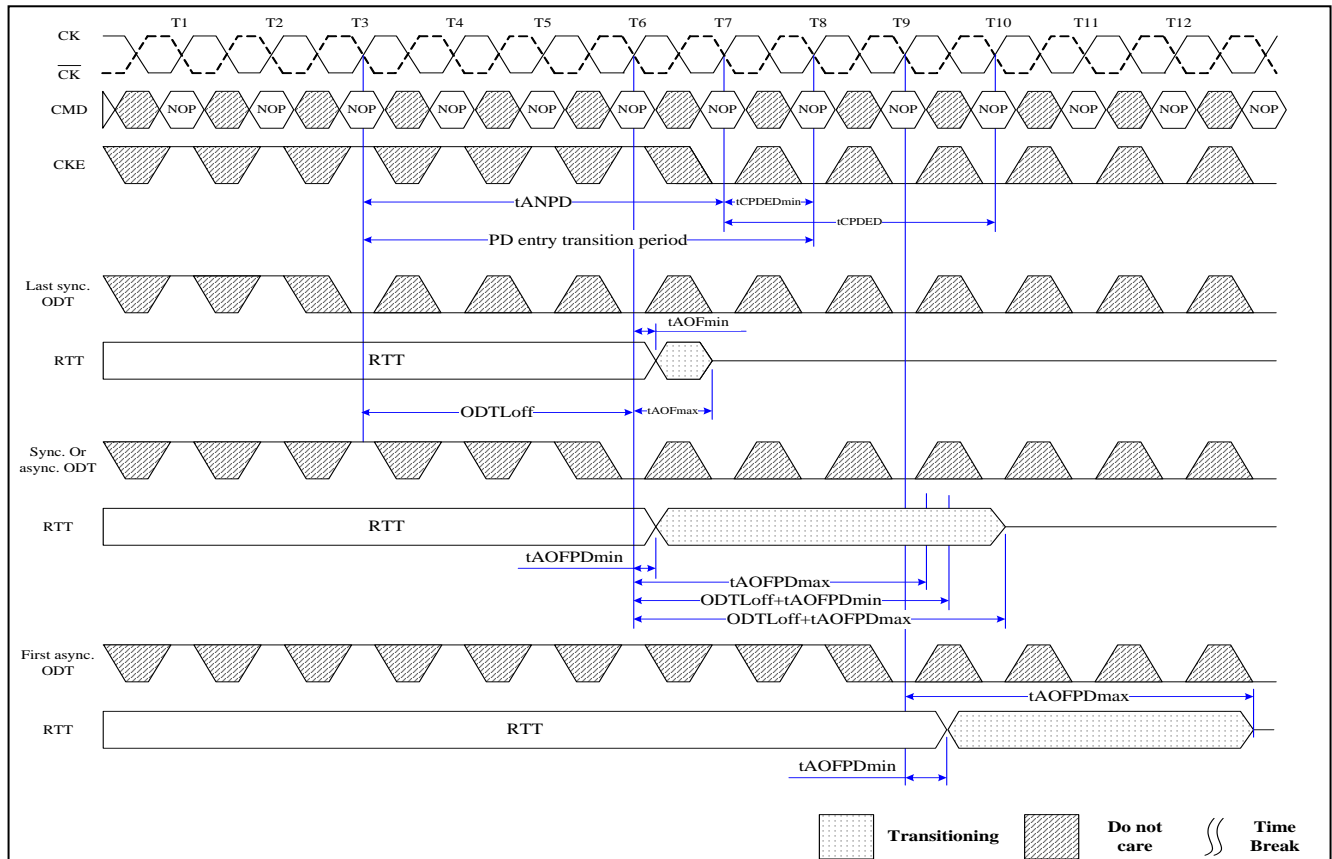 T1 T2 T3 T4 T5 T6 T7 T8 T9 T10 T11 T12
CK
CK
CMD NOP NOP NOP NOP NOP NOP NOP NOP NOP NOP NOP NOP NOP
CKE
tANPD tCPDEDmin
tCPDED
PD entry transition period
Last sync.
ODT
tAOFmin
RTT RTT
ODTLoff tAOFmax
Sync. Or
async. ODT
RTT RTT
tAOFPDmin
tAOFPDmax
ODTLoff+tAOFPDmin
ODTLoff+tAOFPDmax
First async.
ODT
tAOFPDmax
RTT RTT
tAOFPDmin
Transitioning Do not
care Time
Break